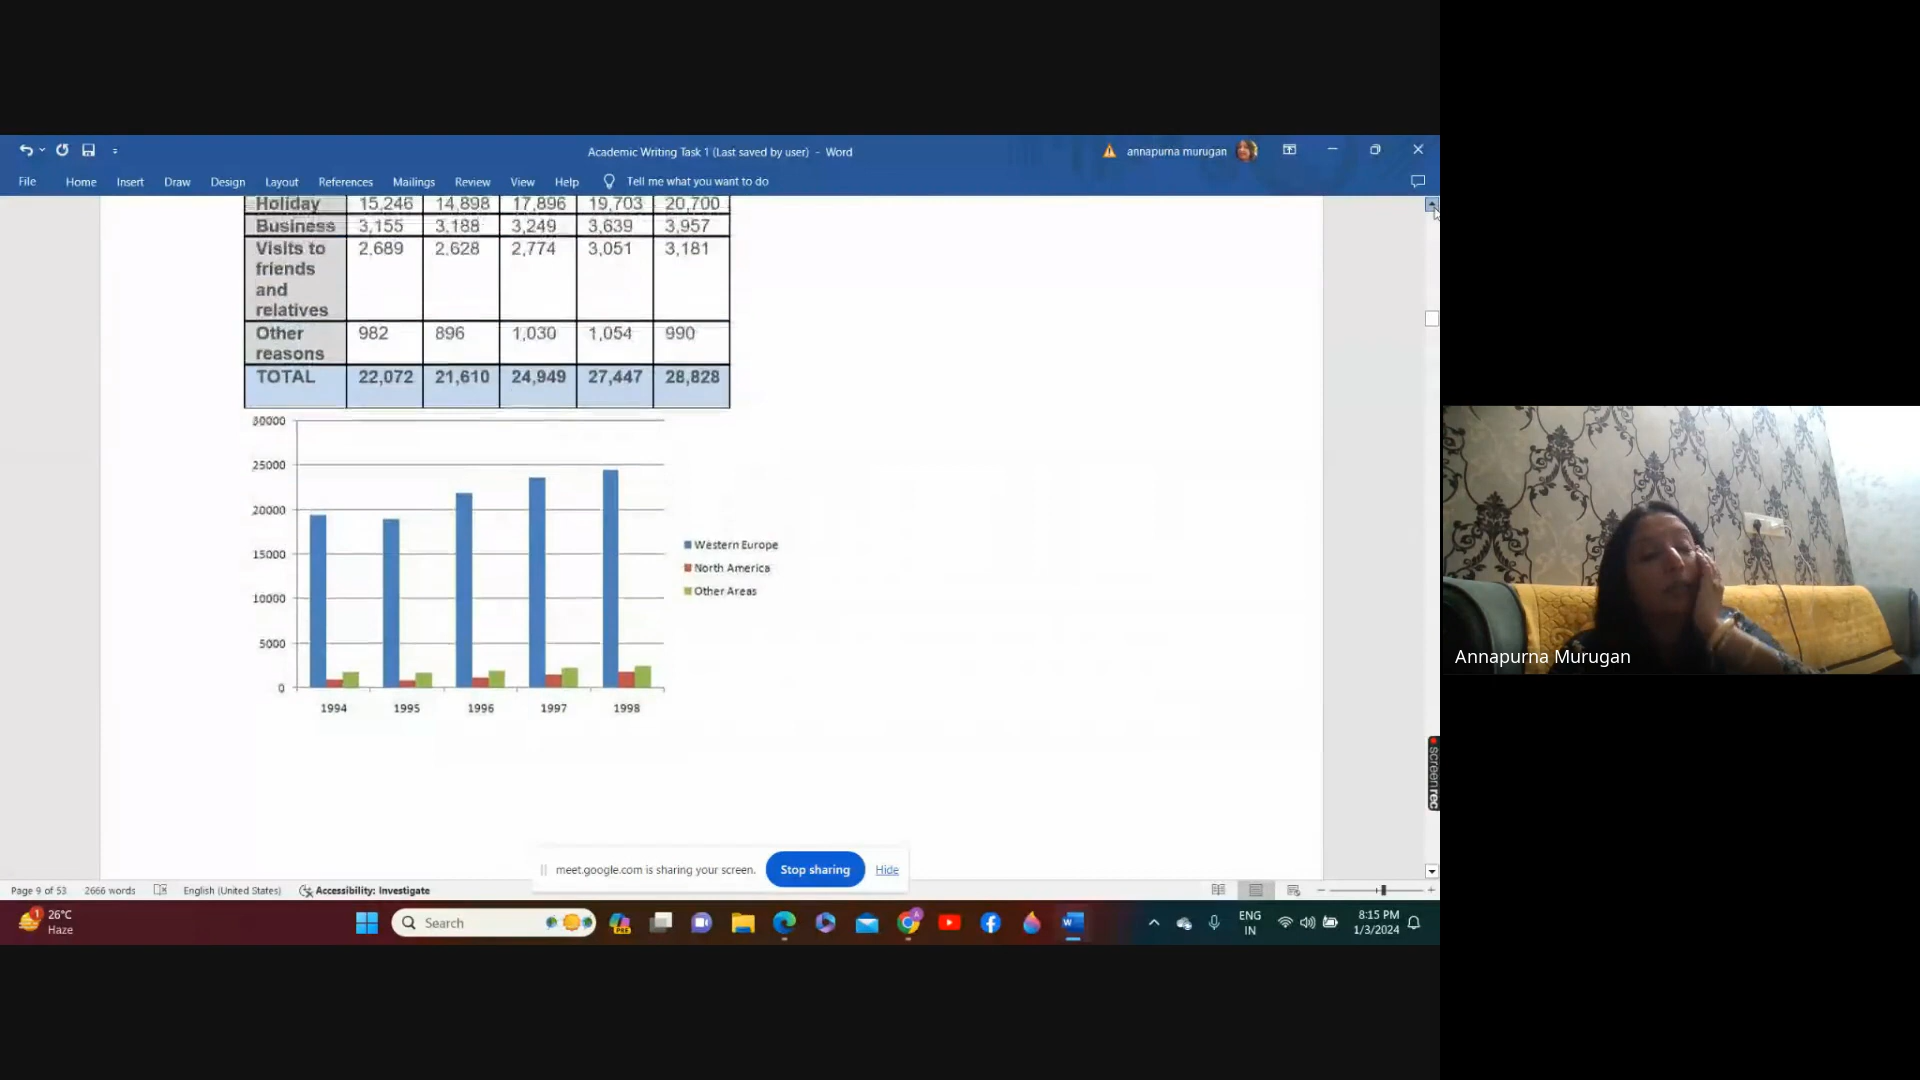 Academic Writing Task 1 (Last saved by user) - Word
annapurna murugan
File Home Insert Draw Design Layout References Mailings Review View Help Tell me what you want to do
Holiday 15,246 14,898 17,896 19,703 20,700
Business 3,155 3,188 3,249 3,639 3,957
Visits to 2,689 2,628 2,774 3,051 3,181
friends
and
relatives
Other 982 896 1,030 1,054 990
reasons
TOTAL 22,072 21,610 24,949 27,447 28,828
30000
25000
20000
15000
10000
5000
0
1994 1995 1996 1997 1998
Western Europe
North America
Other Areas
Annapurna Murugan
screenrec
meet.google.com is sharing your screen. Stop sharing Hide
Page 9 of 53 2666 words English (United States) Accessibility: Investigate
1
26°C
Haze
Search
PRE
A
W
ENG
IN
8:15 PM
1/3/2024